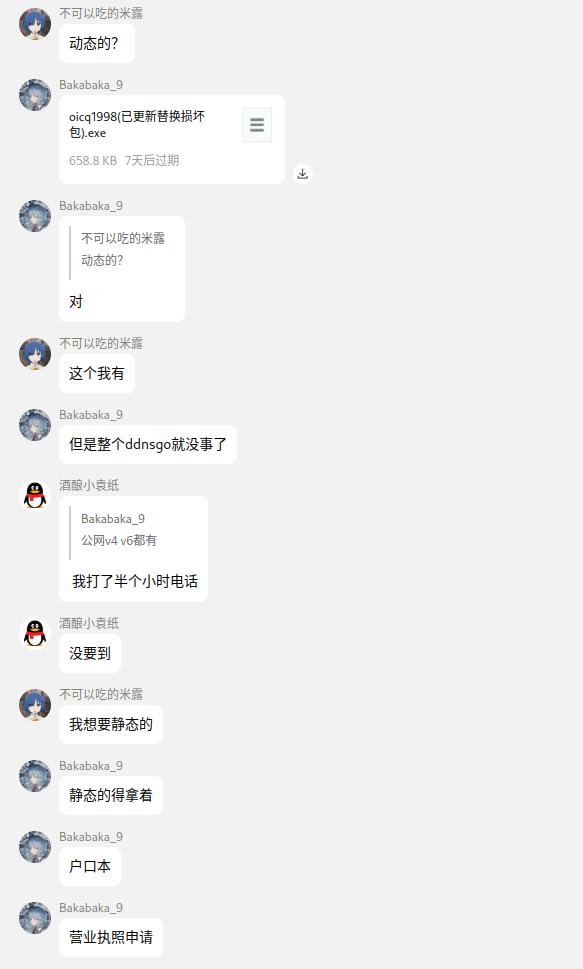 不可以吃的米露
动态的？
Bakabaka_9
oicq1998(已更新替换损坏
包).exe
658.8 KB 7天后过期
Bakabaka_9
不可以吃的米露
动态的？
对
不可以吃的米露
这个我有
Bakabaka_9
但是整个ddnsgo就没事了
酒酿小袁纸
Bakabaka_9
公网v4 v6都有
我打了半个小时电话
酒酿小袁纸
没要到
不可以吃的米露
我想要静态的
Bakabaka_9
静态的得拿着
Bakabaka_9
户口本
Bakabaka_9
营业执照申请